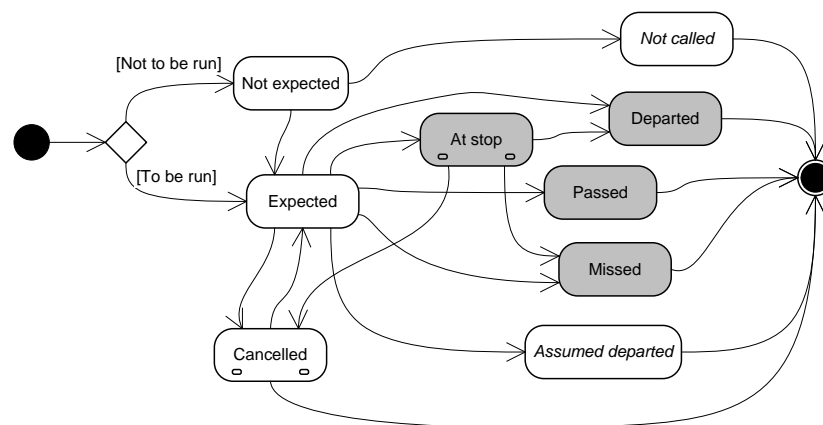 Not called
[Not to be run]
Not expected
Departed
At stop
[To be run]
Expected
Passed
Missed
Cancelled
Assumed departed